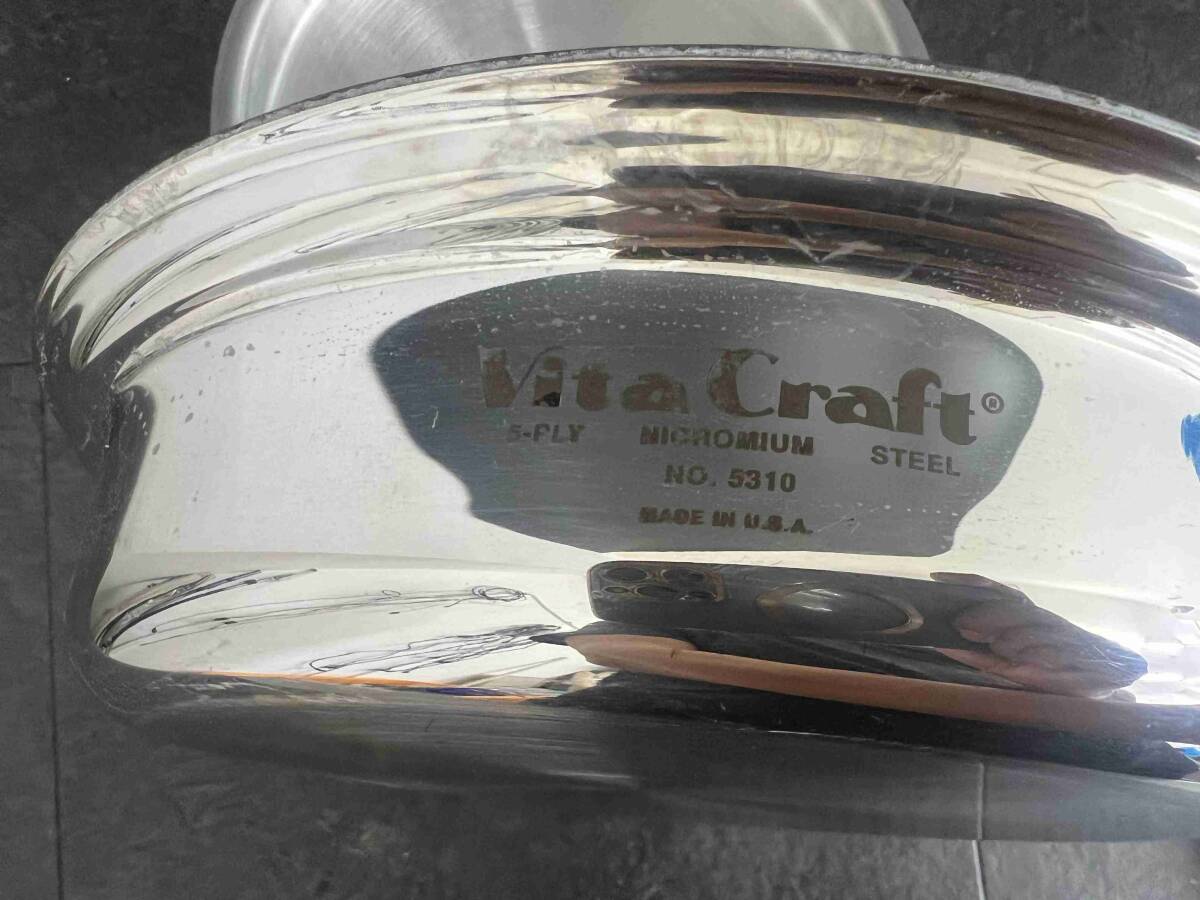 Vita Craft®
5-PLY NICROMIUM STEEL
NO. 5310
MADE IN U.S.A.